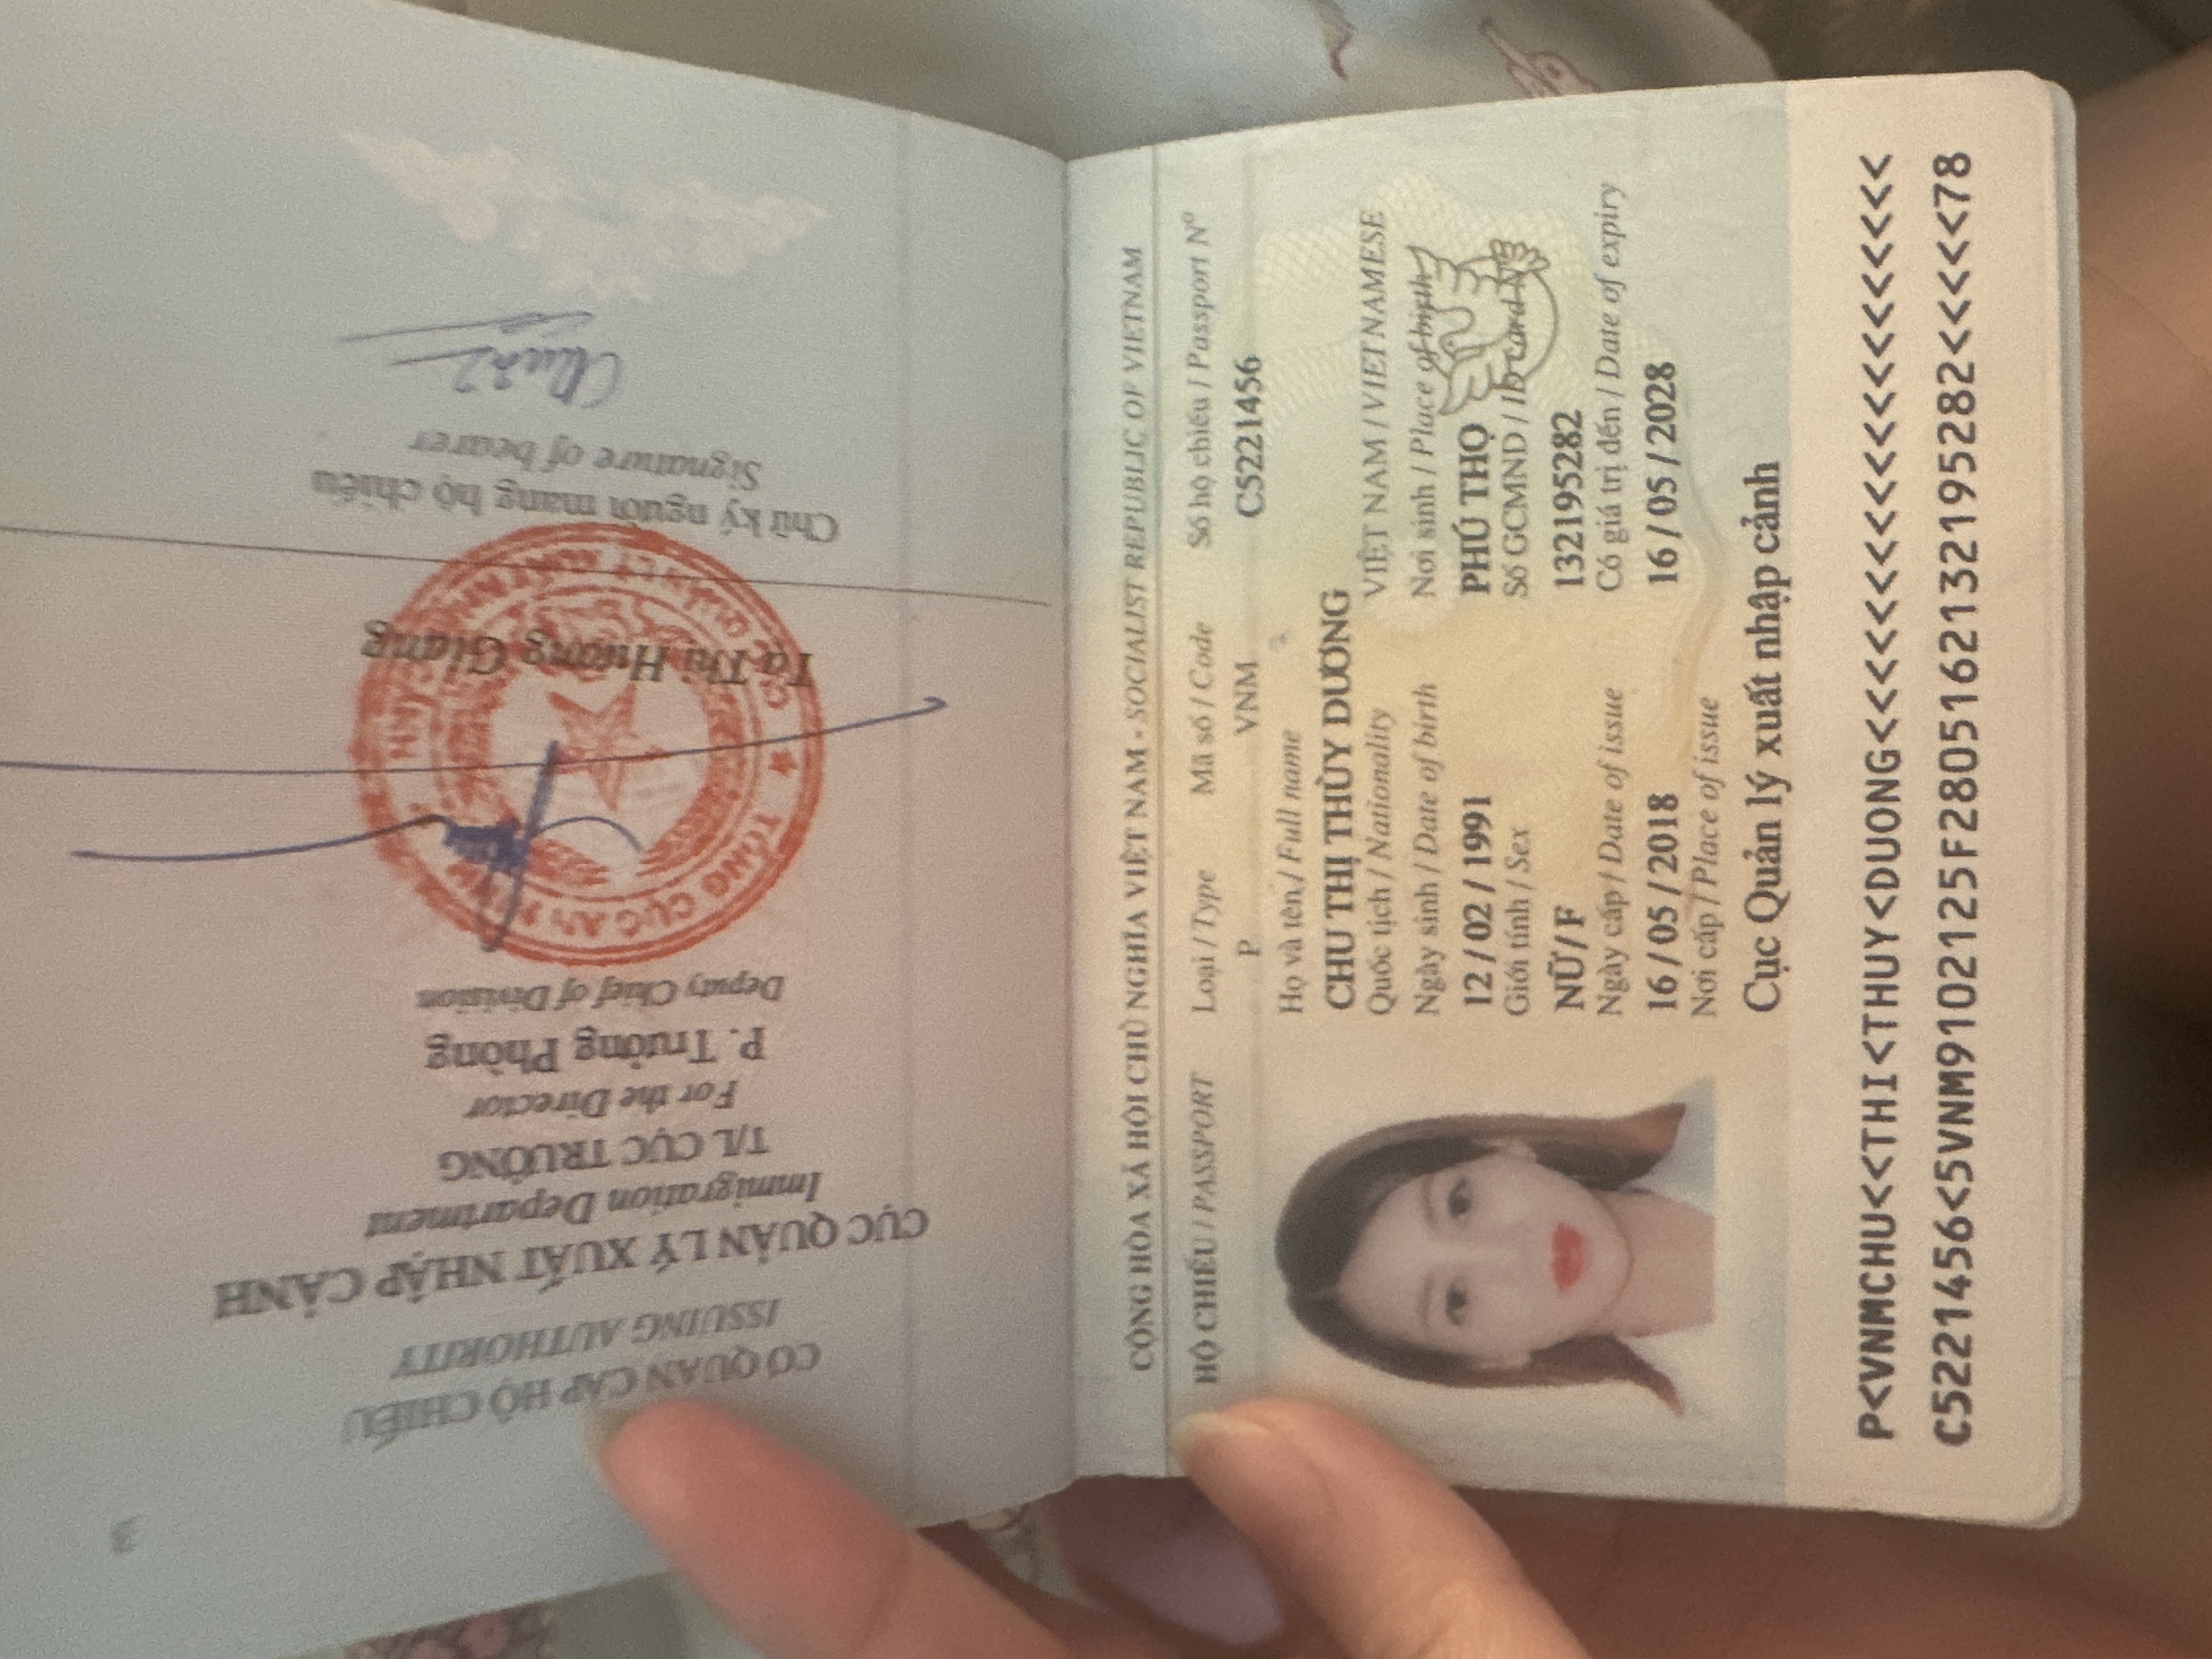 3
CƠ QUAN CẤP HỘ CHIẾU
ISSUING AUTHORITY
CỤC QUẢN LÝ XUẤT NHẬP CẢNH
Immigration Department
T/L CỤC TRƯỞNG
For the Director
P. Trưởng Phòng
Deputy Chief of Division
TỔNG CỤC AN NINH
Tạ Thị Hương Giang
Chữ ký người mang hộ chiếu
Signature of bearer
CỘNG HÒA XÃ HỘI CHỦ NGHĨA VIỆT NAM - SOCIALIST REPUBLIC OF VIETNAM
HỘ CHIẾU / PASSPORT Loại / Type Mã số / Code Số hộ chiếu / Passport Nº
P VNM C5221456
Họ và tên / Full name
CHU THỊ THÙY DƯƠNG
Quốc tịch / Nationality VIỆT NAM / VIETNAMESE
Ngày sinh / Date of birth Nơi sinh / Place of birth
12 / 02 / 1991 PHÚ THỌ
Giới tính / Sex Số GCMND / ID card Nº
NỮ / F 132195282
Ngày cấp / Date of issue Có giá trị đến / Date of expiry
16 / 05 / 2018 16 / 05 / 2028
Nơi cấp / Place of issue
Cục Quản lý xuất nhập cảnh
P<VNMCHU<<THI<THUY<DUONG<<<<<<<<<<<<<<<<<<<<
C5221456<5VNM9102125F2805162132195282<<<<<78